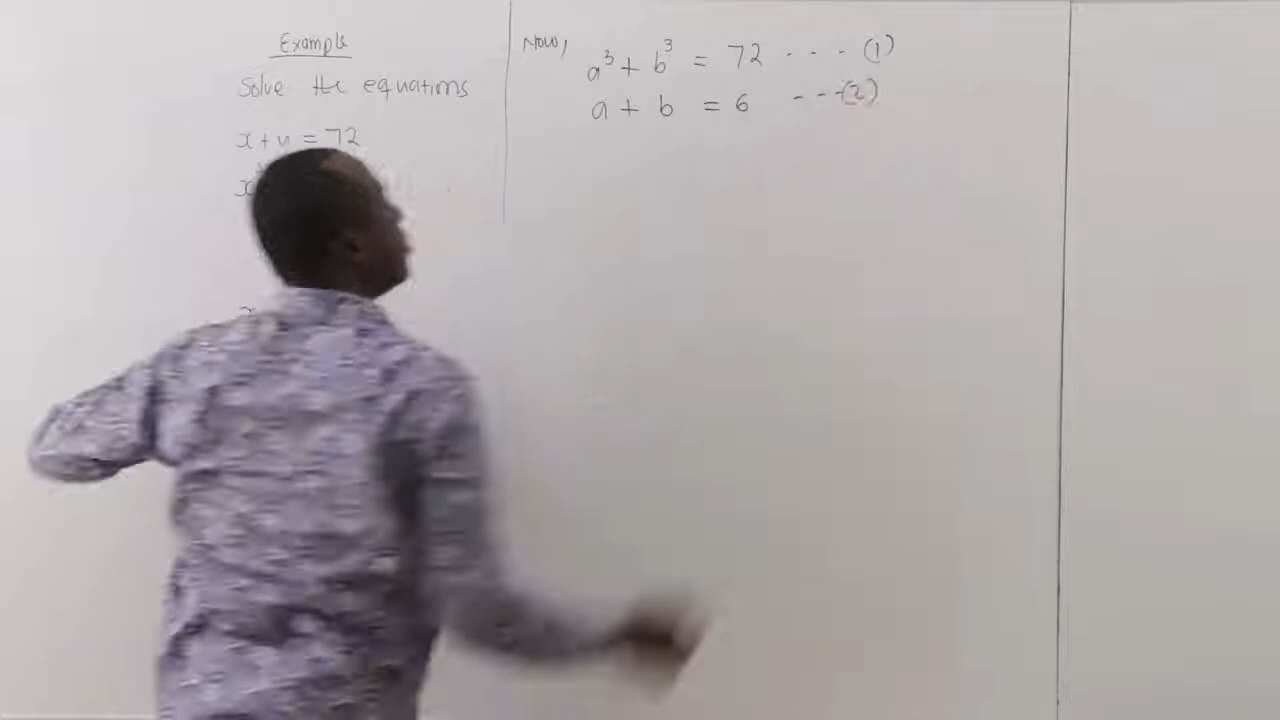 Example
Solve the equations
x + y = 72
x
Now,
a³ + b³ = 72 - - - (1)
a + b = 6 - - - (2)